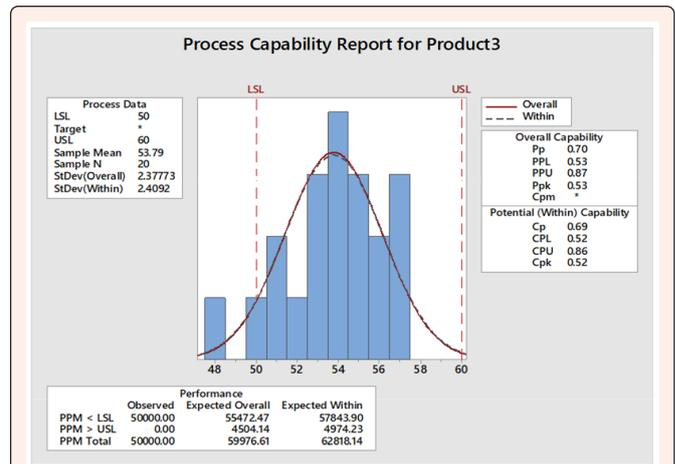 Process Capability Report for Product3
LSL
USL
Process Data
LSL 50
Target *
USL 60
Sample Mean 53.79
Sample N 20
StDev(Overall) 2.37773
StDev(Within) 2.4092
Overall
Within
Overall Capability
Pp 0.70
PPL 0.53
PPU 0.87
Ppk 0.53
Cpm *
Potential (Within) Capability
Cp 0.69
CPL 0.52
CPU 0.86
Cpk 0.52
48 50 52 54 56 58 60
Performance
Observed Expected Overall Expected Within
PPM < LSL 50000.00 55472.47 57843.90
PPM > USL 0.00 4504.14 4974.23
PPM Total 50000.00 59976.61 62818.14